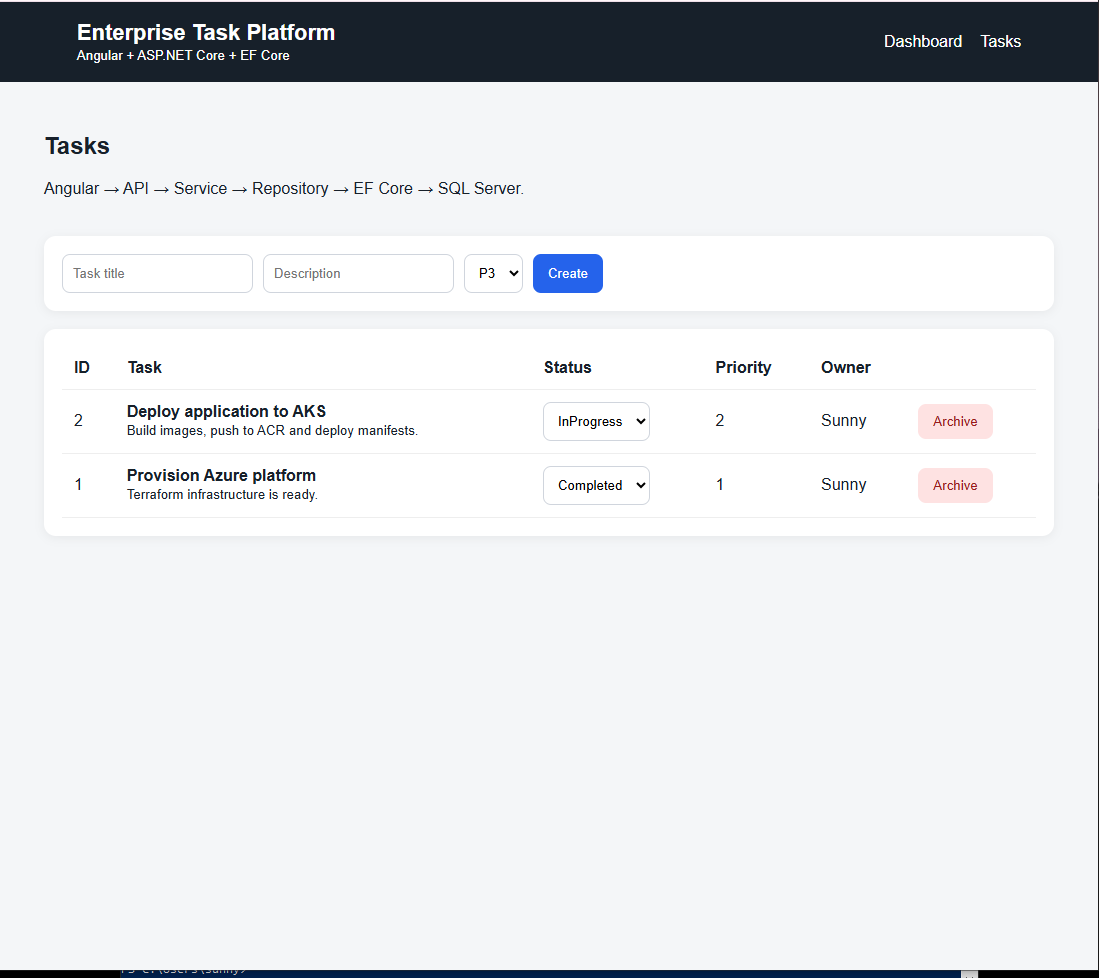 Enterprise Task Platform
Angular + ASP.NET Core + EF Core
Dashboard Tasks
Tasks
Angular → API → Service → Repository → EF Core → SQL Server.
Task title Description P3 Create
ID Task Status Priority Owner
2 Deploy application to AKS InProgress 2 Sunny Archive
Build images, push to ACR and deploy manifests.
1 Provision Azure platform Completed 1 Sunny Archive
Terraform infrastructure is ready.